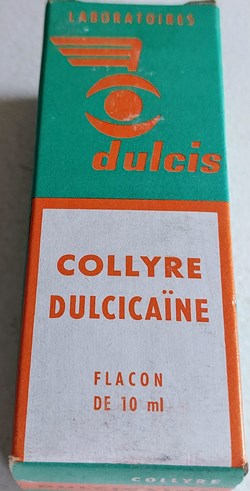 LABORATOIRES
dulcis
COLLYRE
DULCICAÏNE
FLACON
DE 10 ml
COLLYRE